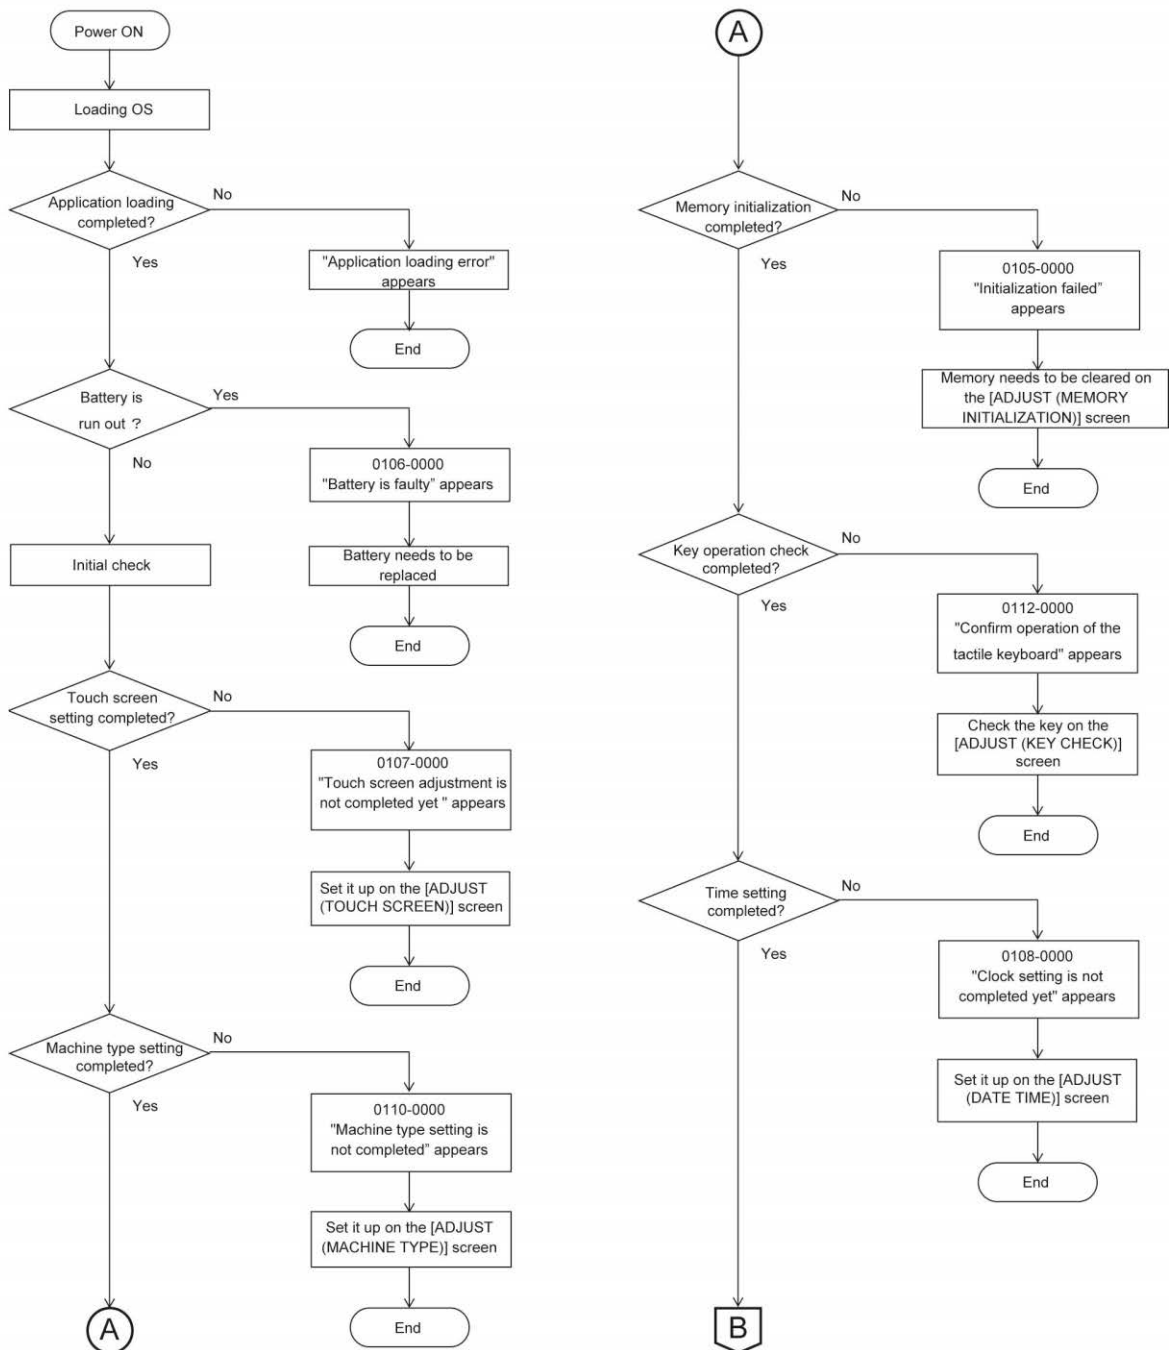 Power ON
Loading OS
Application loading
completed?
No
Yes
"Application loading error"
appears
End
Battery is
run out ?
Yes
No
0106-0000
"Battery is faulty” appears
Battery needs to be
replaced
End
Initial check
Touch screen
setting completed?
No
Yes
0107-0000
"Touch screen adjustment is
not completed yet " appears
Set it up on the [ADJUST
(TOUCH SCREEN)] screen
End
Machine type setting
completed?
No
Yes
0110-0000
“Machine type setting is
not completed” appears
Set it up on the [ADJUST
(MACHINE TYPE)] screen
End
A
A
Memory initialization
completed?
No
Yes
0105-0000
"Initialization failed”
appears
Memory needs to be cleared on
the [ADJUST (MEMORY
INITIALIZATION)] screen
End
Key operation check
completed?
No
Yes
0112-0000
"Confirm operation of the
tactile keyboard" appears
Check the key on the
[ADJUST (KEY CHECK)]
screen
End
Time setting
completed?
No
Yes
0108-0000
"Clock setting is not
completed yet" appears
Set it up on the [ADJUST
(DATE TIME)] screen
End
B